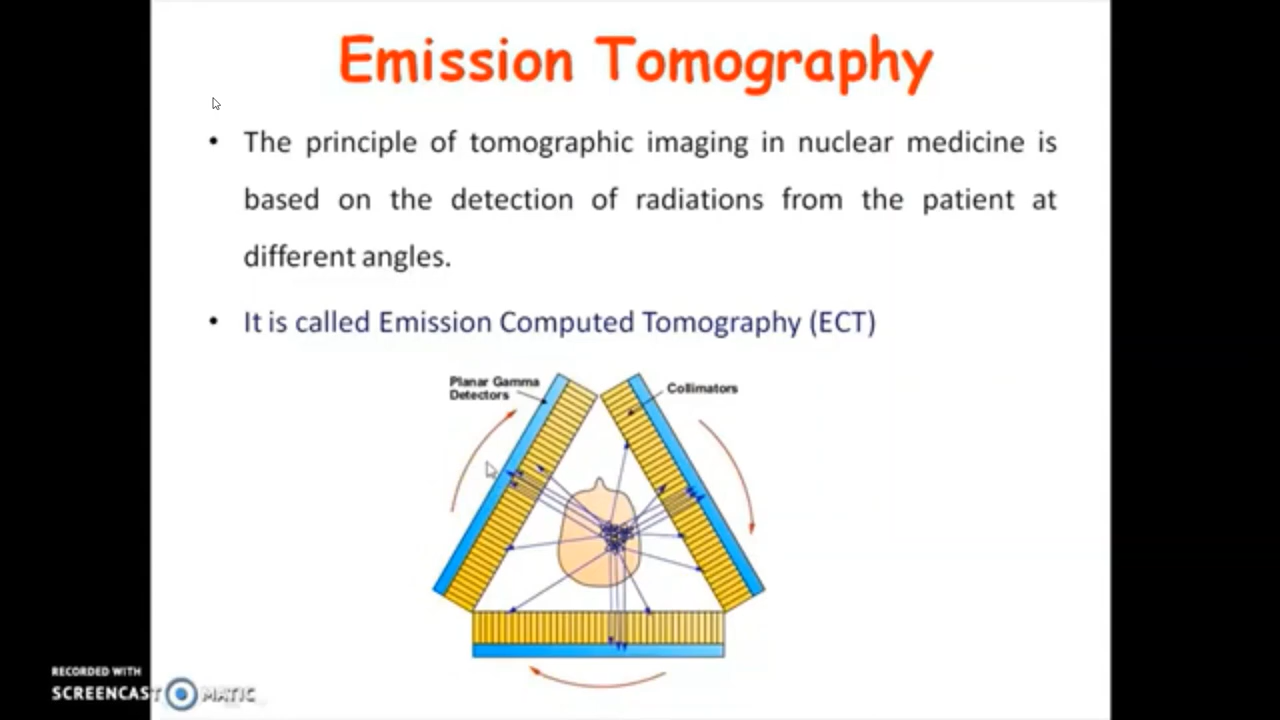 Emission Tomography
• The principle of tomographic imaging in nuclear medicine is
based on the detection of radiations from the patient at
different angles.
• It is called Emission Computed Tomography (ECT)
Planar Gamma
Detectors
Collimators
RECORDED WITH
SCREENCAST MATIC